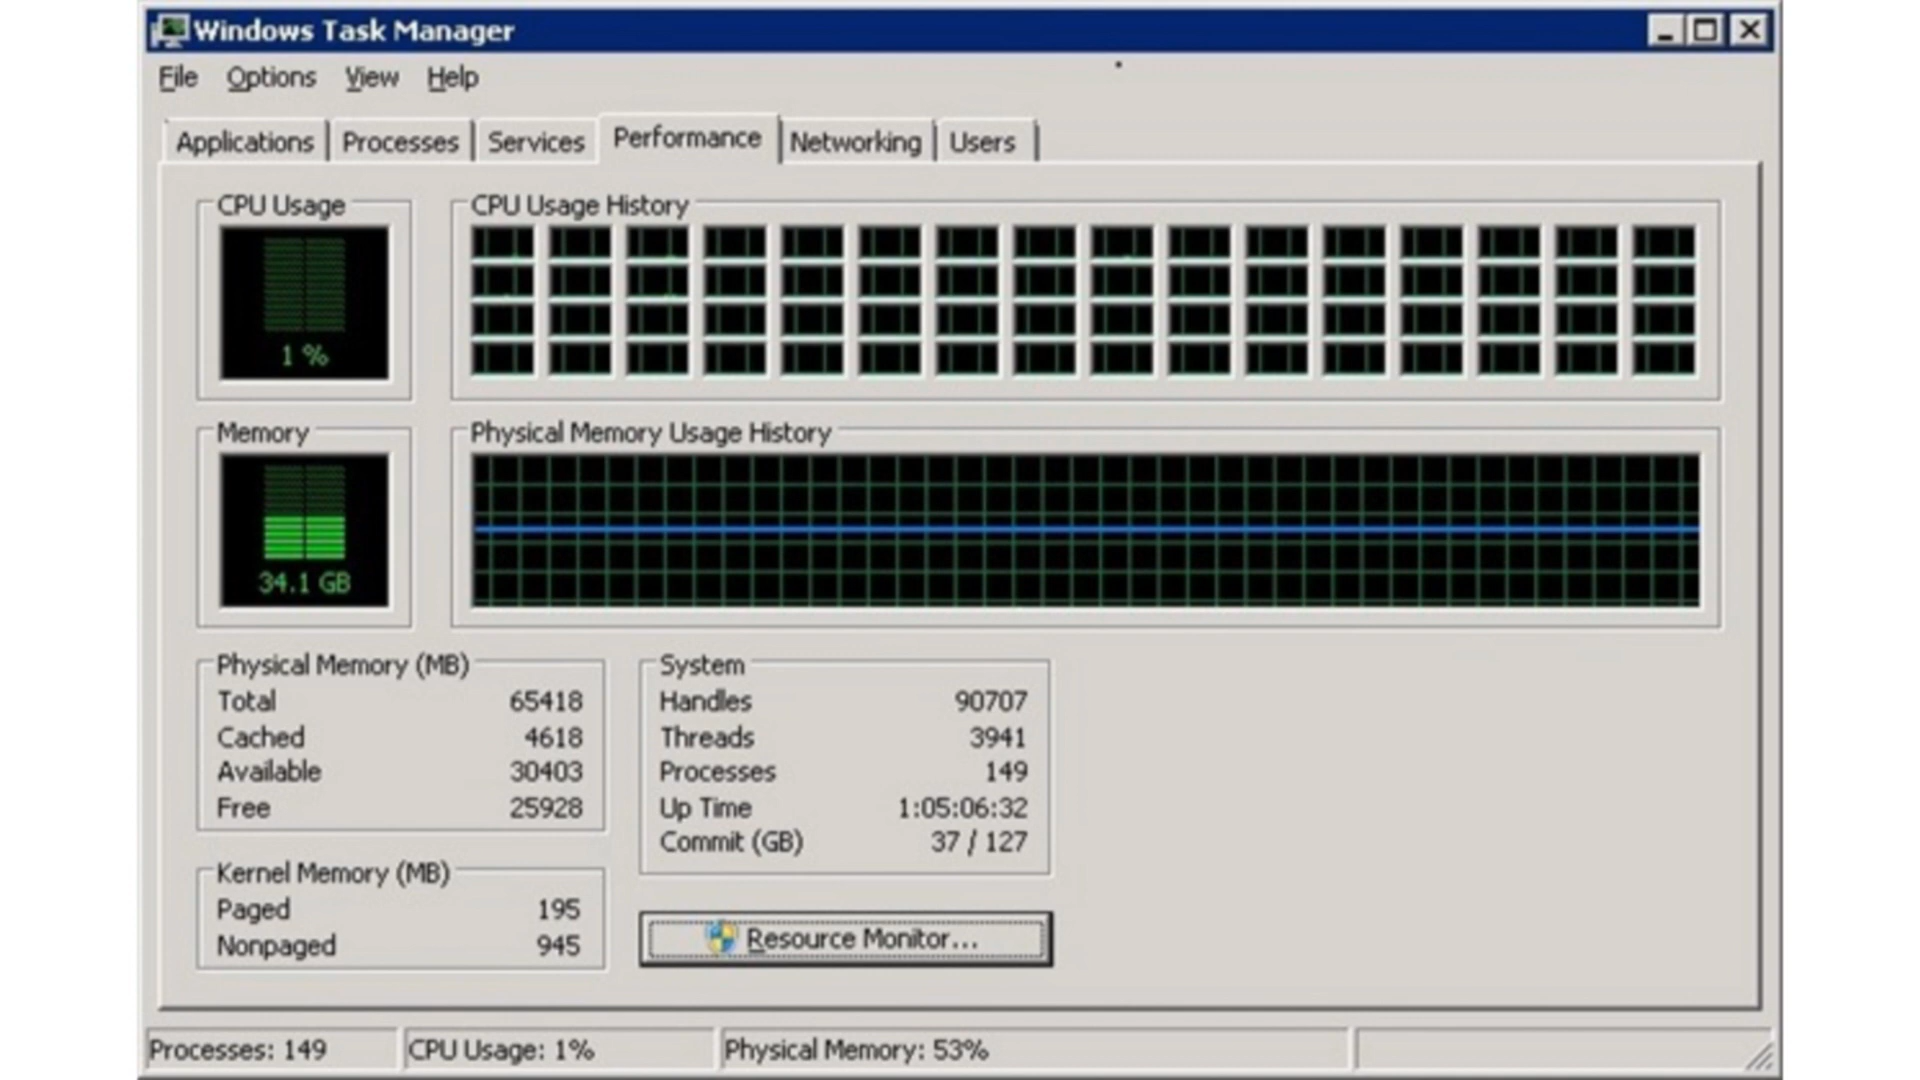 Windows Task Manager
File Options View Help
Applications Processes Services Performance Networking Users
CPU Usage
CPU Usage History
1 %
Memory
Physical Memory Usage History
34.1 GB
Physical Memory (MB)
Total 65418
Cached 4618
Available 30403
Free 25928
Kernel Memory (MB)
Paged 195
Nonpaged 945
System
Handles 90707
Threads 3941
Processes 149
Up Time 1:05:06:32
Commit (GB) 37 / 127
Resource Monitor...
Processes: 149 CPU Usage: 1% Physical Memory: 53%